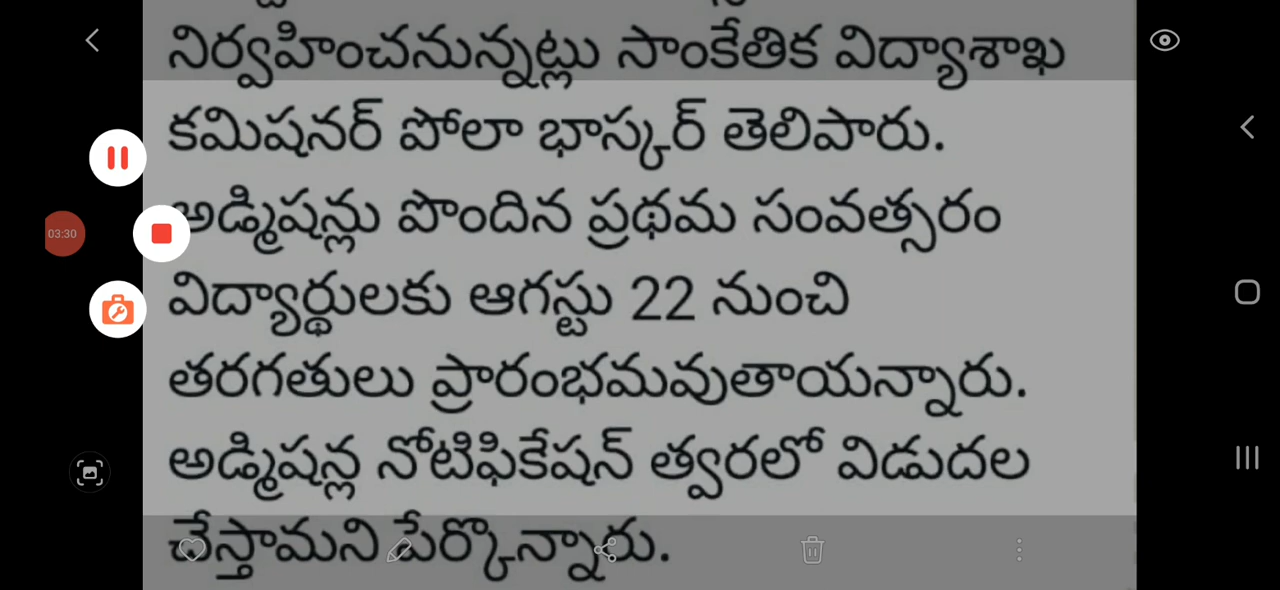 నిర్వహించనున్నట్లు సాంకేతిక విద్యాశాఖ
కమిషనర్ పోలా భాస్కర్ తెలిపారు.
03:30
అడ్మిషన్లు పొందిన ప్రథమ సంవత్సరం
విద్యార్థులకు ఆగస్టు 22 నుంచి
తరగతులు ప్రారంభమవుతాయన్నారు.
అడ్మిషన్ల నోటిఫికేషన్ త్వరలో విడుదల
చేస్తామని పేర్కొన్నారు.